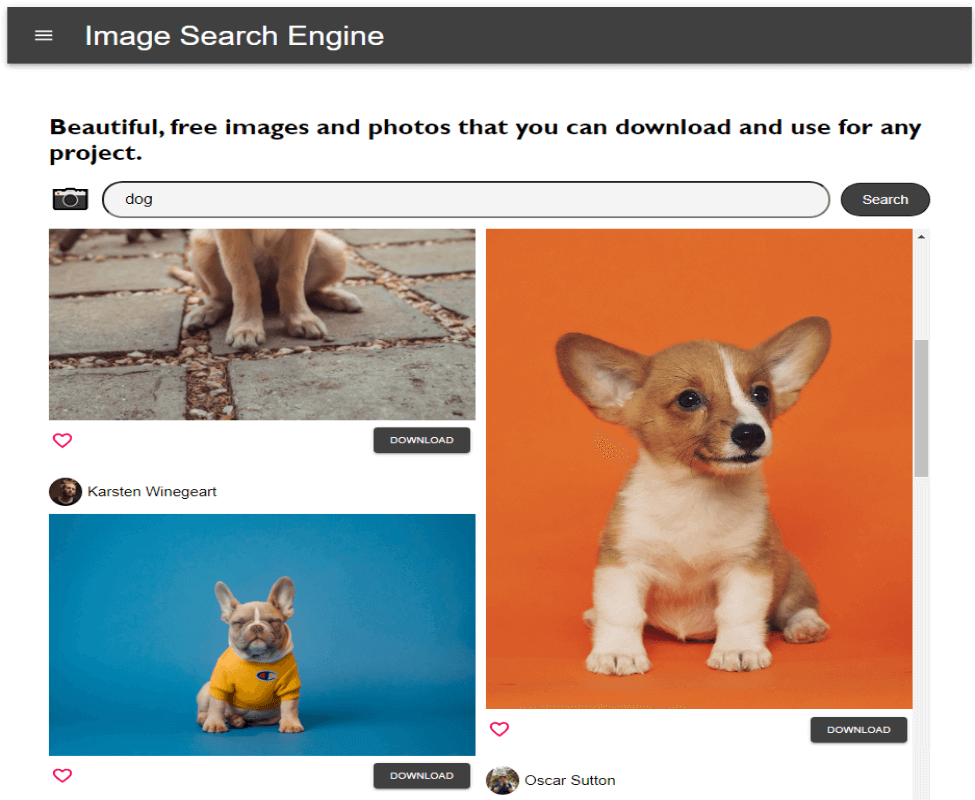 Image Search Engine
Beautiful, free images and photos that you can download and use for any
project.
dog
Search
DOWNLOAD
Karsten Winegeart
DOWNLOAD
DOWNLOAD
Oscar Sutton